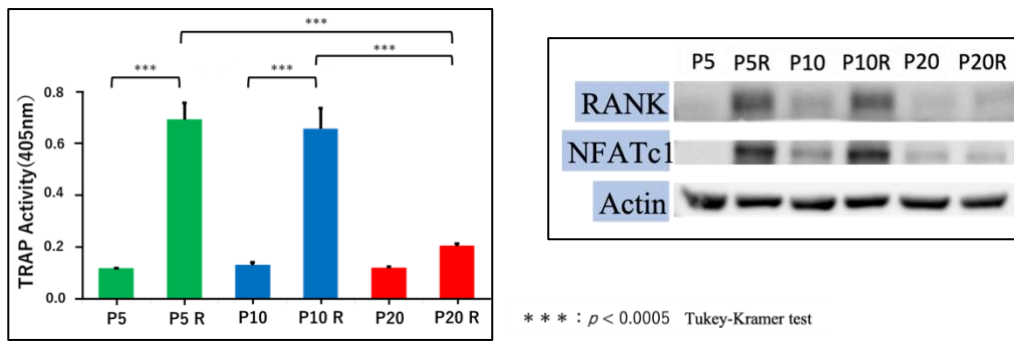 ***
***
***
***
TRAP Activity(405nm)
0.8
0.6
0.4
0.2
0.0
P5
P5 R
P10
P10 R
P20
P20 R
P5 P5R P10 P10R P20 P20R
RANK
NFATc1
Actin
＊＊＊：p < 0.0005 Tukey-Kramer test